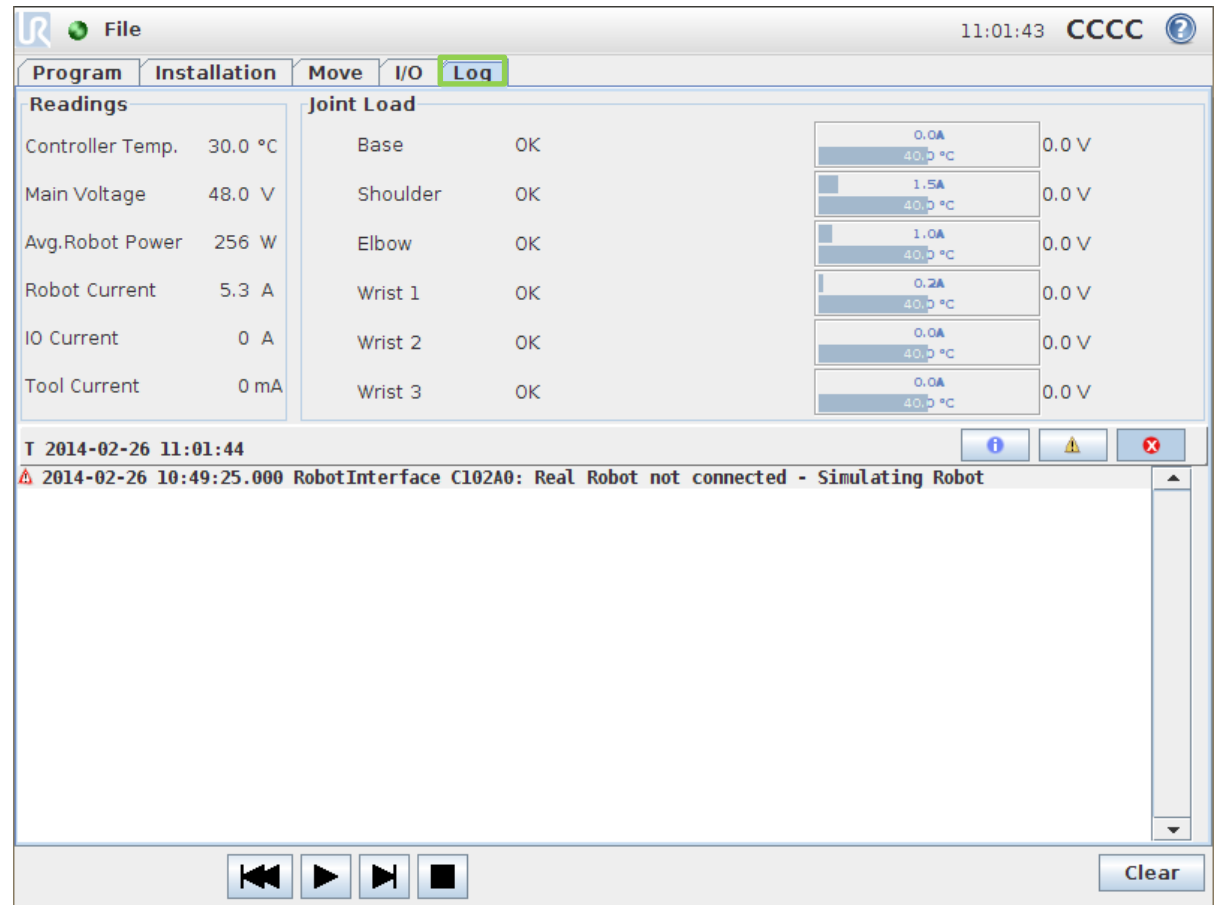 UR File 11:01:43 CCCC ?
Program Installation Move I/O Log
Readings Joint Load
Controller Temp. 30.0 °C Base OK 0.0A 40.0 °C 0.0 V
Main Voltage 48.0 V Shoulder OK 1.5A 40.0 °C 0.0 V
Avg.Robot Power 256 W Elbow OK 1.0A 40.0 °C 0.0 V
Robot Current 5.3 A Wrist 1 OK 0.2A 40.0 °C 0.0 V
IO Current 0 A Wrist 2 OK 0.0A 40.0 °C 0.0 V
Tool Current 0 mA Wrist 3 OK 0.0A 40.0 °C 0.0 V
T 2014-02-26 11:01:44
2014-02-26 10:49:25.000 RobotInterface C102A0: Real Robot not connected - Simulating Robot
Clear